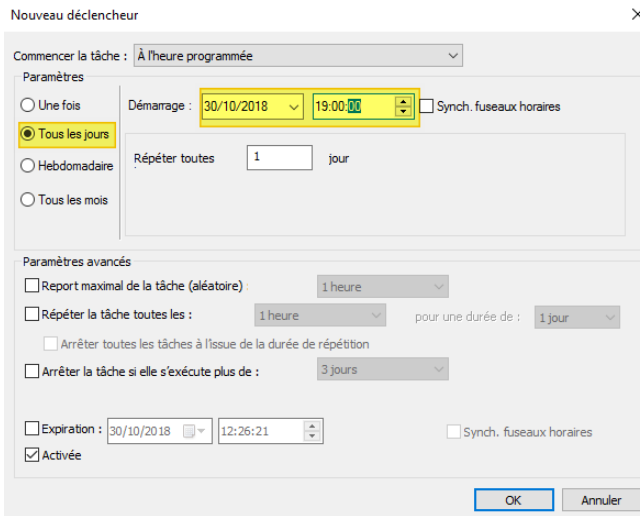 Nouveau déclencheur
Commencer la tâche : À l'heure programmée
Paramètres
Une fois
Démarrage : 30/10/2018 19:00:00 Synch. fuseaux horaires
Tous les jours
Répéter toutes 1 jour
:
Hebdomadaire
Tous les mois
Paramètres avancés
Report maximal de la tâche (aléatoire) : 1 heure
Répéter la tâche toutes les : 1 heure pour une durée de : 1 jour
Arrêter toutes les tâches à l'issue de la durée de répétition
Arrêter la tâche si elle s'exécute plus de : 3 jours
Expiration : 30/10/2018 12:26:21 Synch. fuseaux horaires
Activée
OK Annuler